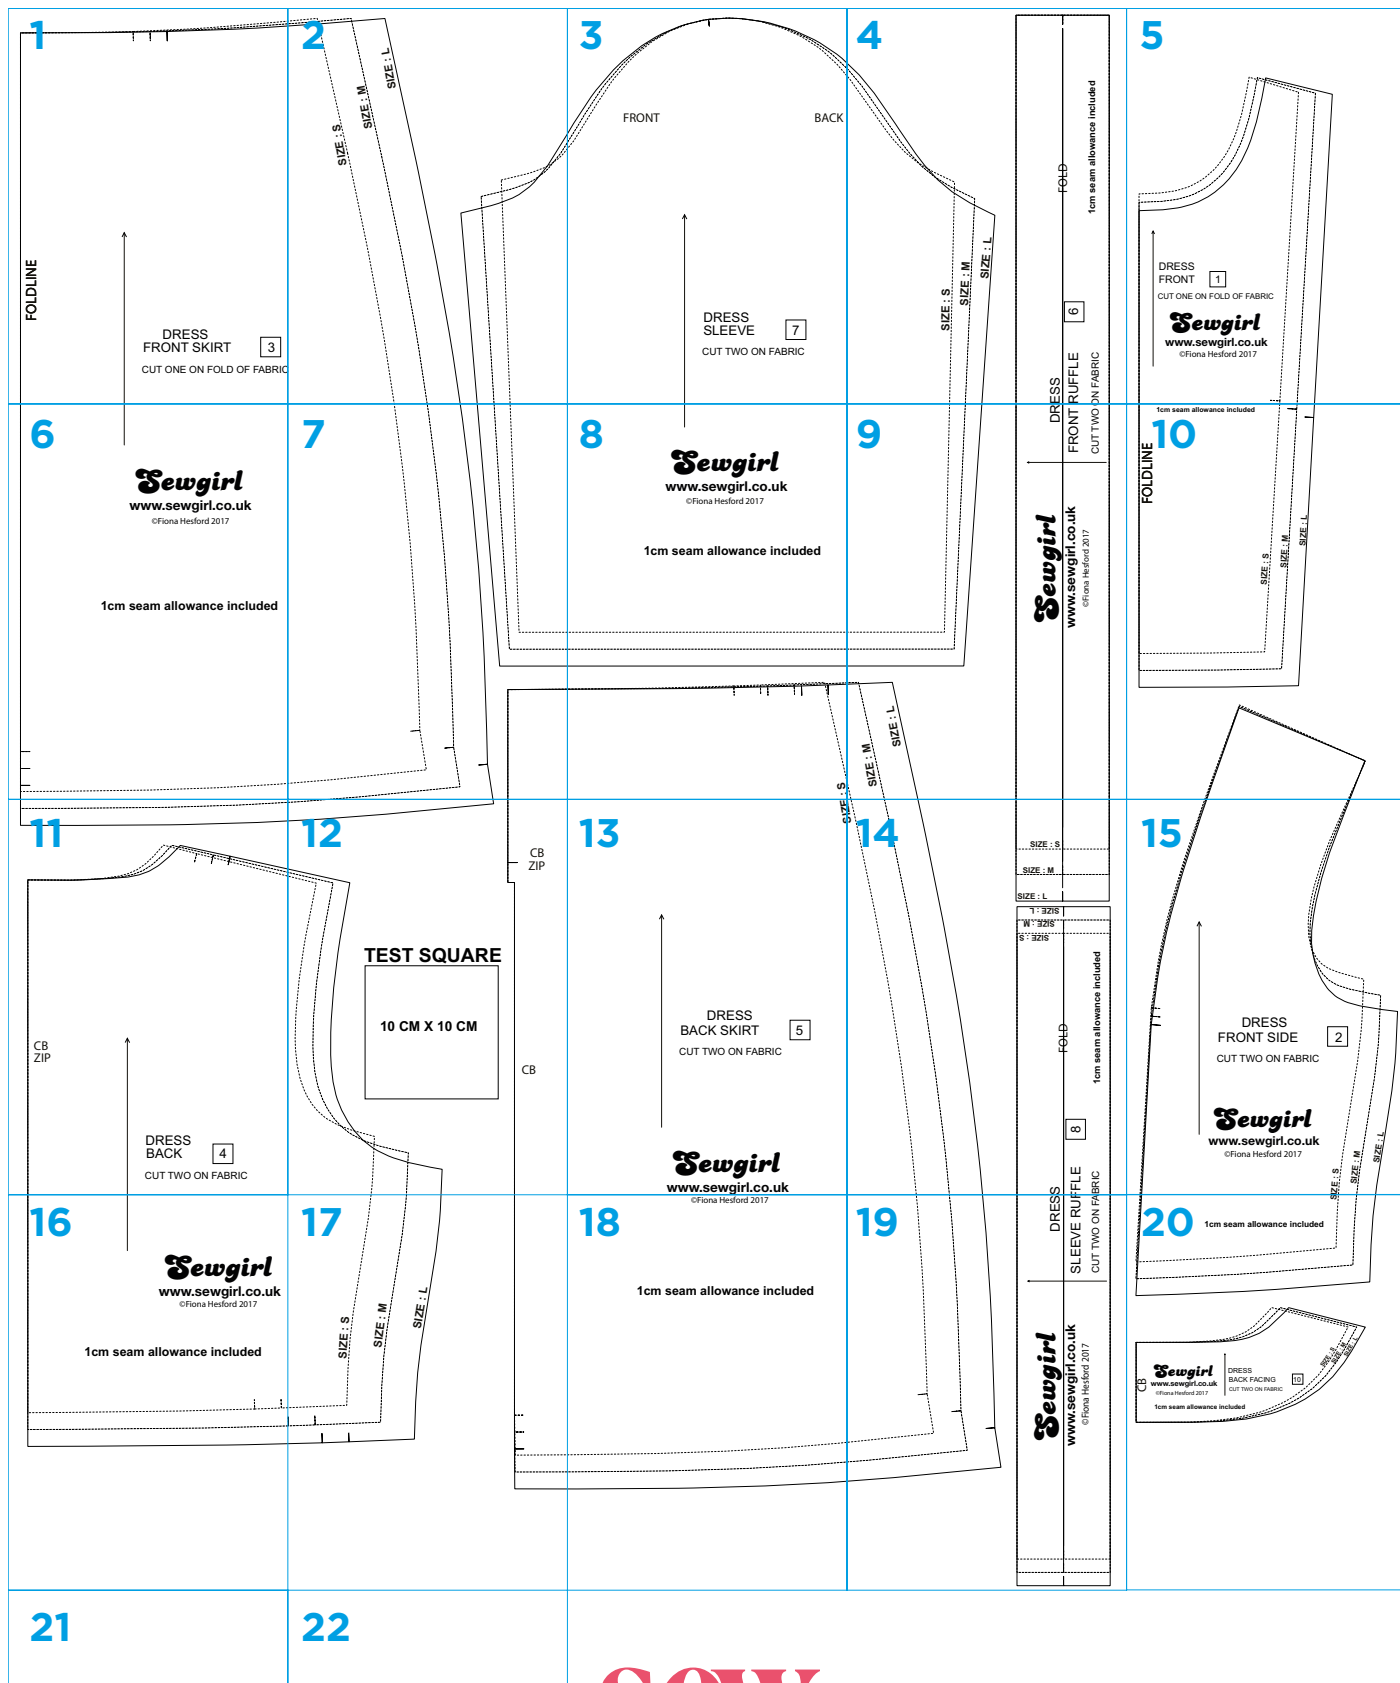 1
2
3
4
5
6
7
8
9
10
11
12
13
14
15
16
17
18
19
20
21
22
SIZE : S
SIZE : M
SIZE : L
FOLDLINE
DRESS
FRONT SKIRT 3
CUT ONE ON FOLD OF FABRIC
Sewgirl
www.sewgirl.co.uk
©Fiona Hesford 2017
1cm seam allowance included
FRONT
BACK
DRESS
SLEEVE 7
CUT TWO ON FABRIC
SIZE : S
SIZE : M
SIZE : L
Sewgirl
www.sewgirl.co.uk
©Fiona Hesford 2017
1cm seam allowance included
1cm seam allowance included
FOLD
DRESS
FRONT RUFFLE 6
CUT TWO ON FABRIC
Sewgirl
www.sewgirl.co.uk
©Fiona Hesford 2017
SIZE : S
SIZE : M
SIZE : L
DRESS
FRONT 1
CUT ONE ON FOLD OF FABRIC
Sewgirl
www.sewgirl.co.uk
©Fiona Hesford 2017
1cm seam allowance included
FOLDLINE
SIZE : S
SIZE : M
SIZE : L
CB
ZIP
DRESS
BACK 4
CUT TWO ON FABRIC
Sewgirl
www.sewgirl.co.uk
©Fiona Hesford 2017
1cm seam allowance included
SIZE : S
SIZE : M
SIZE : L
TEST SQUARE
10 CM X 10 CM
SIZE : S
SIZE : M
SIZE : L
CB
ZIP
CB
DRESS
BACK SKIRT 5
CUT TWO ON FABRIC
Sewgirl
www.sewgirl.co.uk
©Fiona Hesford 2017
1cm seam allowance included
SIZE : L
SIZE : M
SIZE : S
1cm seam allowance included
FOLD
DRESS
SLEEVE RUFFLE 8
CUT TWO ON FABRIC
Sewgirl
www.sewgirl.co.uk
©Fiona Hesford 2017
DRESS
FRONT SIDE 2
CUT TWO ON FABRIC
Sewgirl
www.sewgirl.co.uk
©Fiona Hesford 2017
SIZE : S
SIZE : M
SIZE : L
1cm seam allowance included
CB
Sewgirl
www.sewgirl.co.uk
©Fiona Hesford 2017
DRESS
BACK FACING 10
CUT TWO ON FABRIC
1cm seam allowance included
SIZE : S
SIZE : M
SIZE : L